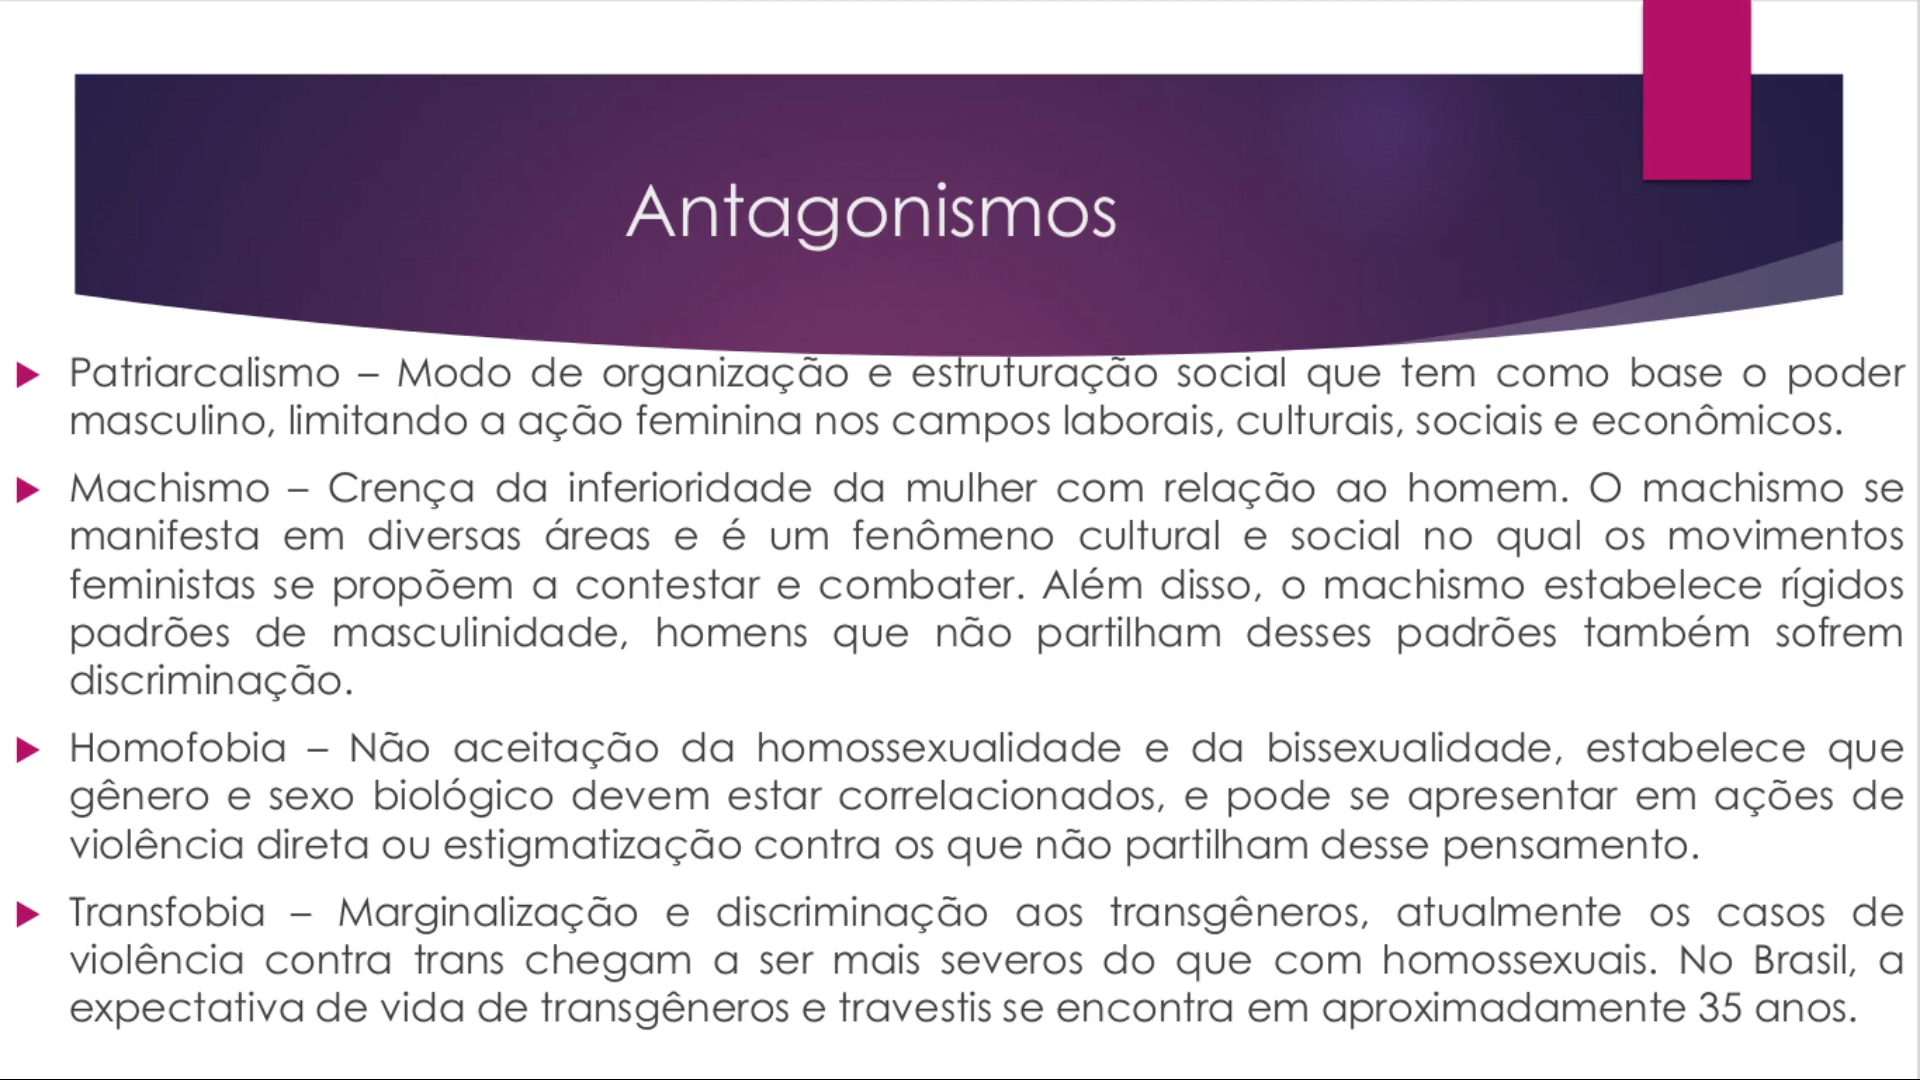 Antagonismos
Patriarcalismo – Modo de organização e estruturação social que tem como base o poder
masculino, limitando a ação feminina nos campos laborais, culturais, sociais e econômicos.
Machismo – Crença da inferioridade da mulher com relação ao homem. O machismo se
manifesta em diversas áreas e é um fenômeno cultural e social no qual os movimentos
feministas se propõem a contestar e combater. Além disso, o machismo estabelece rígidos
padrões de masculinidade, homens que não partilham desses padrões também sofrem
discriminação.
Homofobia – Não aceitação da homossexualidade e da bissexualidade, estabelece que
gênero e sexo biológico devem estar correlacionados, e pode se apresentar em ações de
violência direta ou estigmatização contra os que não partilham desse pensamento.
Transfobia – Marginalização e discriminação aos transgêneros, atualmente os casos de
violência contra trans chegam a ser mais severos do que com homossexuais. No Brasil, a
expectativa de vida de transgêneros e travestis se encontra em aproximadamente 35 anos.